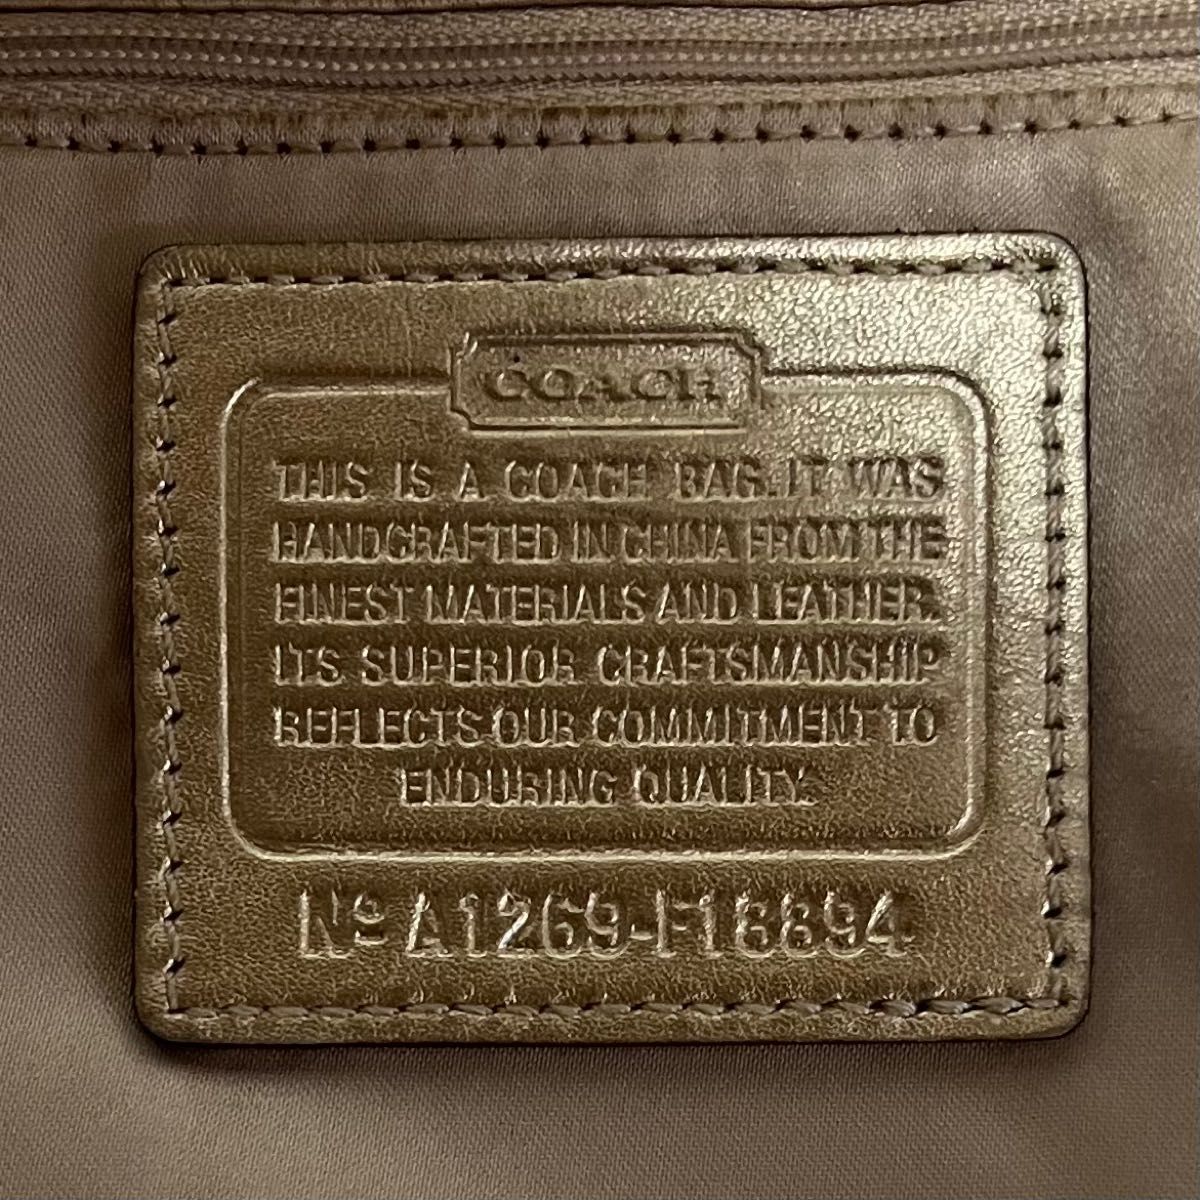 COACH
THIS IS A COACH BAG. IT WAS
HANDCRAFTED IN CHINA FROM THE
FINEST MATERIALS AND LEATHER.
ITS SUPERIOR CRAFTSMANSHIP
REFLECTS OUR COMMITMENT TO
ENDURING QUALITY.
Nº A1269-F18894